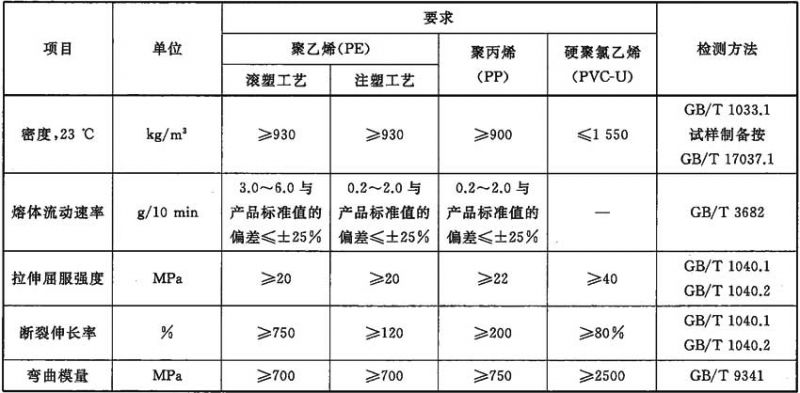 项目 单位 要求 检测方法
聚乙烯(PE) 聚丙烯(PP) 硬聚氯乙烯(PVC-U)
滚塑工艺 注塑工艺
密度,23 ℃ kg/m³ ≥930 ≥930 ≥900 ≤1 550 GB/T 1033.1 试样制备按 GB/T 17037.1
熔体流动速率 g/10 min 3.0～6.0 与产品标准值的偏差≤±25% 0.2～2.0 与产品标准值的偏差≤±25% 0.2～2.0 与产品标准值的偏差≤±25% — GB/T 3682
拉伸屈服强度 MPa ≥20 ≥20 ≥22 ≥40 GB/T 1040.1 GB/T 1040.2
断裂伸长率 % ≥750 ≥120 ≥200 ≥80% GB/T 1040.1 GB/T 1040.2
弯曲模量 MPa ≥700 ≥700 ≥750 ≥2500 GB/T 9341